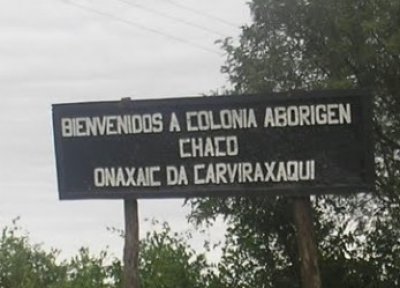 BIENVENIDOS A COLONIA ABORIGEN
CHACO
ONAXAIC DA CARVIRAXAQUI